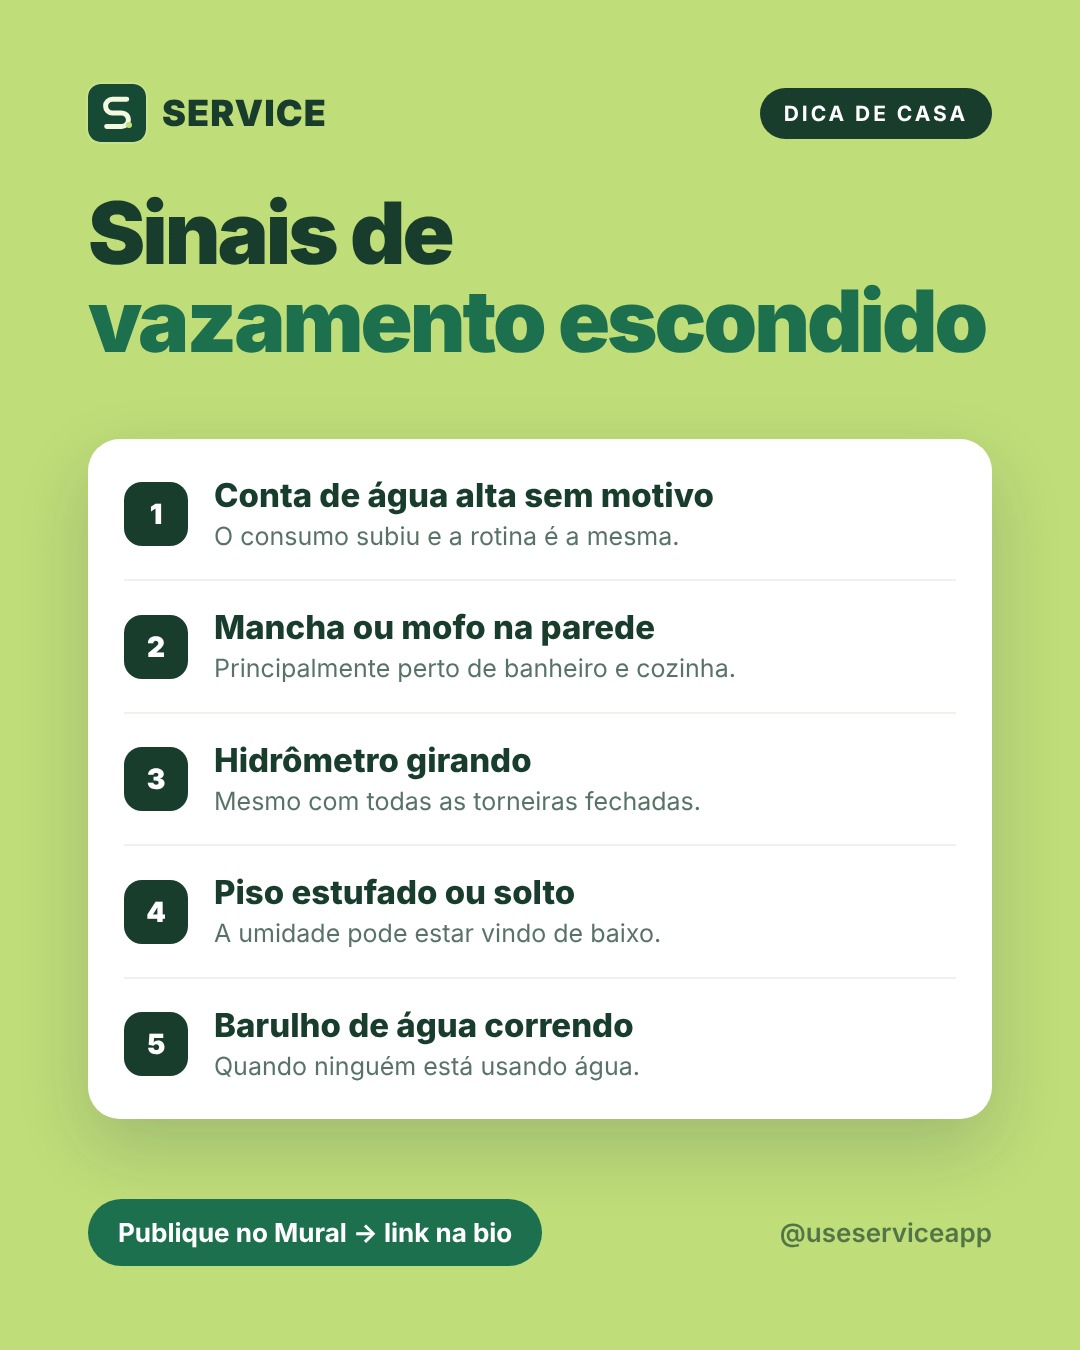 SERVICE
DICA DE CASA
Sinais de
vazamento escondido
1
Conta de água alta sem motivo
O consumo subiu e a rotina é a mesma.
2
Mancha ou mofo na parede
Principalmente perto de banheiro e cozinha.
3
Hidrômetro girando
Mesmo com todas as torneiras fechadas.
4
Piso estufado ou solto
A umidade pode estar vindo de baixo.
5
Barulho de água correndo
Quando ninguém está usando água.
Publique no Mural → link na bio
@useserviceapp